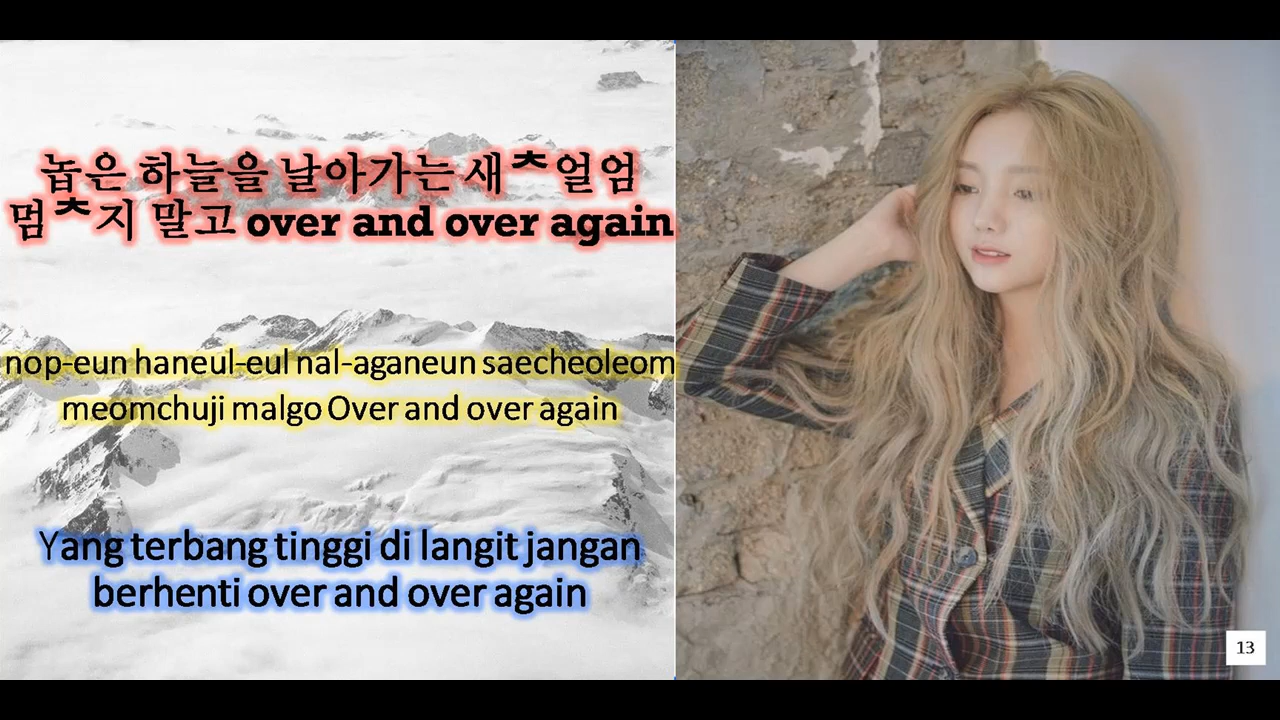 놉은 하늘을 날아가는 새ᄎ얼엄
멈ᄎ지 말고 over and over again
nop-eun haneul-eul nal-aganeun saecheoleom
meomchuji malgo Over and over again
Yang terbang tinggi di langit jangan
berhenti over and over again
13